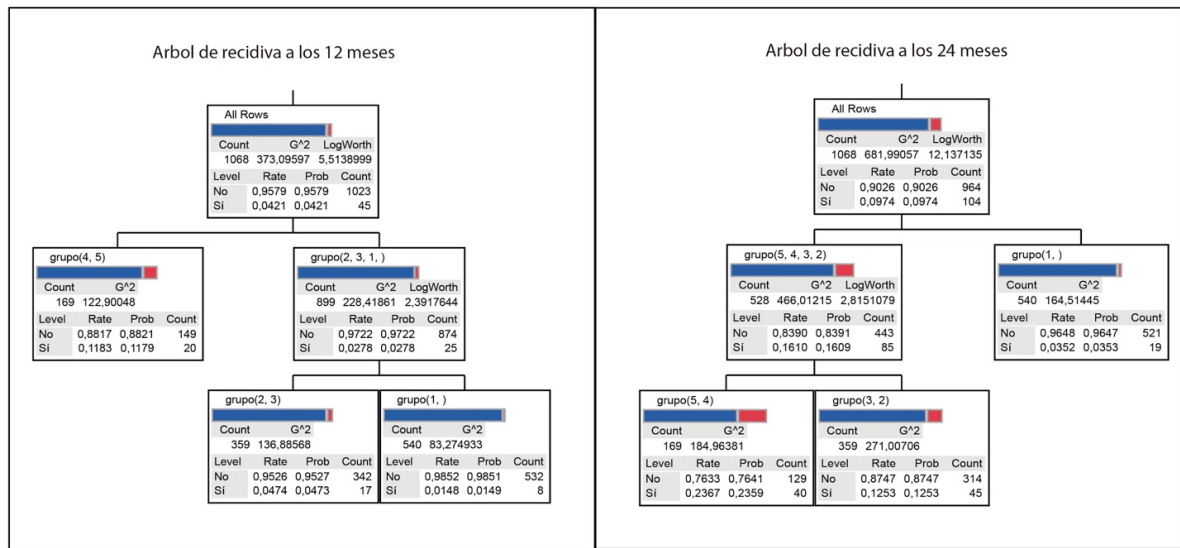 Arbol de recidiva a los 12 meses
All Rows
Count G^2 LogWorth
1068 373,09597 5,5138999
Level Rate Prob Count
No 0,9579 0,9579 1023
Sí 0,0421 0,0421 45
grupo(4, 5)
Count G^2
169 122,90048
Level Rate Prob Count
No 0,8817 0,8821 149
Sí 0,1183 0,1179 20
grupo(2, 3, 1, )
Count G^2 LogWorth
899 228,41861 2,3917644
Level Rate Prob Count
No 0,9722 0,9722 874
Sí 0,0278 0,0278 25
grupo(2, 3)
Count G^2
359 136,88568
Level Rate Prob Count
No 0,9526 0,9527 342
Sí 0,0474 0,0473 17
grupo(1, )
Count G^2
540 83,274933
Level Rate Prob Count
No 0,9852 0,9851 532
Sí 0,0148 0,0149 8
Arbol de recidiva a los 24 meses
All Rows
Count G^2 LogWorth
1068 681,99057 12,137135
Level Rate Prob Count
No 0,9026 0,9026 964
Sí 0,0974 0,0974 104
grupo(5, 4, 3, 2)
Count G^2 LogWorth
528 466,01215 2,8151079
Level Rate Prob Count
No 0,8390 0,8391 443
Sí 0,1610 0,1609 85
grupo(1, )
Count G^2
540 164,51445
Level Rate Prob Count
No 0,9648 0,9647 521
Sí 0,0352 0,0353 19
grupo(5, 4)
Count G^2
169 184,96381
Level Rate Prob Count
No 0,7633 0,7641 129
Sí 0,2367 0,2359 40
grupo(3, 2)
Count G^2
359 271,00706
Level Rate Prob Count
No 0,8747 0,8747 314
Sí 0,1253 0,1253 45